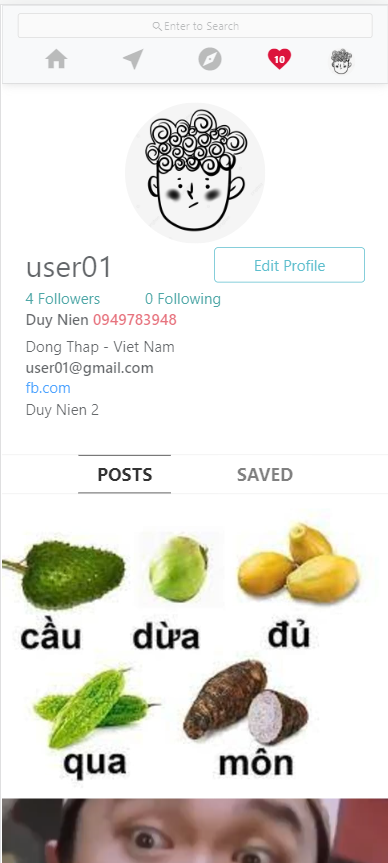 Enter to Search
10
user01
Edit Profile
4 Followers 0 Following
Duy Nien 0949783948
Dong Thap - Viet Nam
user01@gmail.com
fb.com
Duy Nien 2
POSTS SAVED
cầu dừa đủ
qua môn